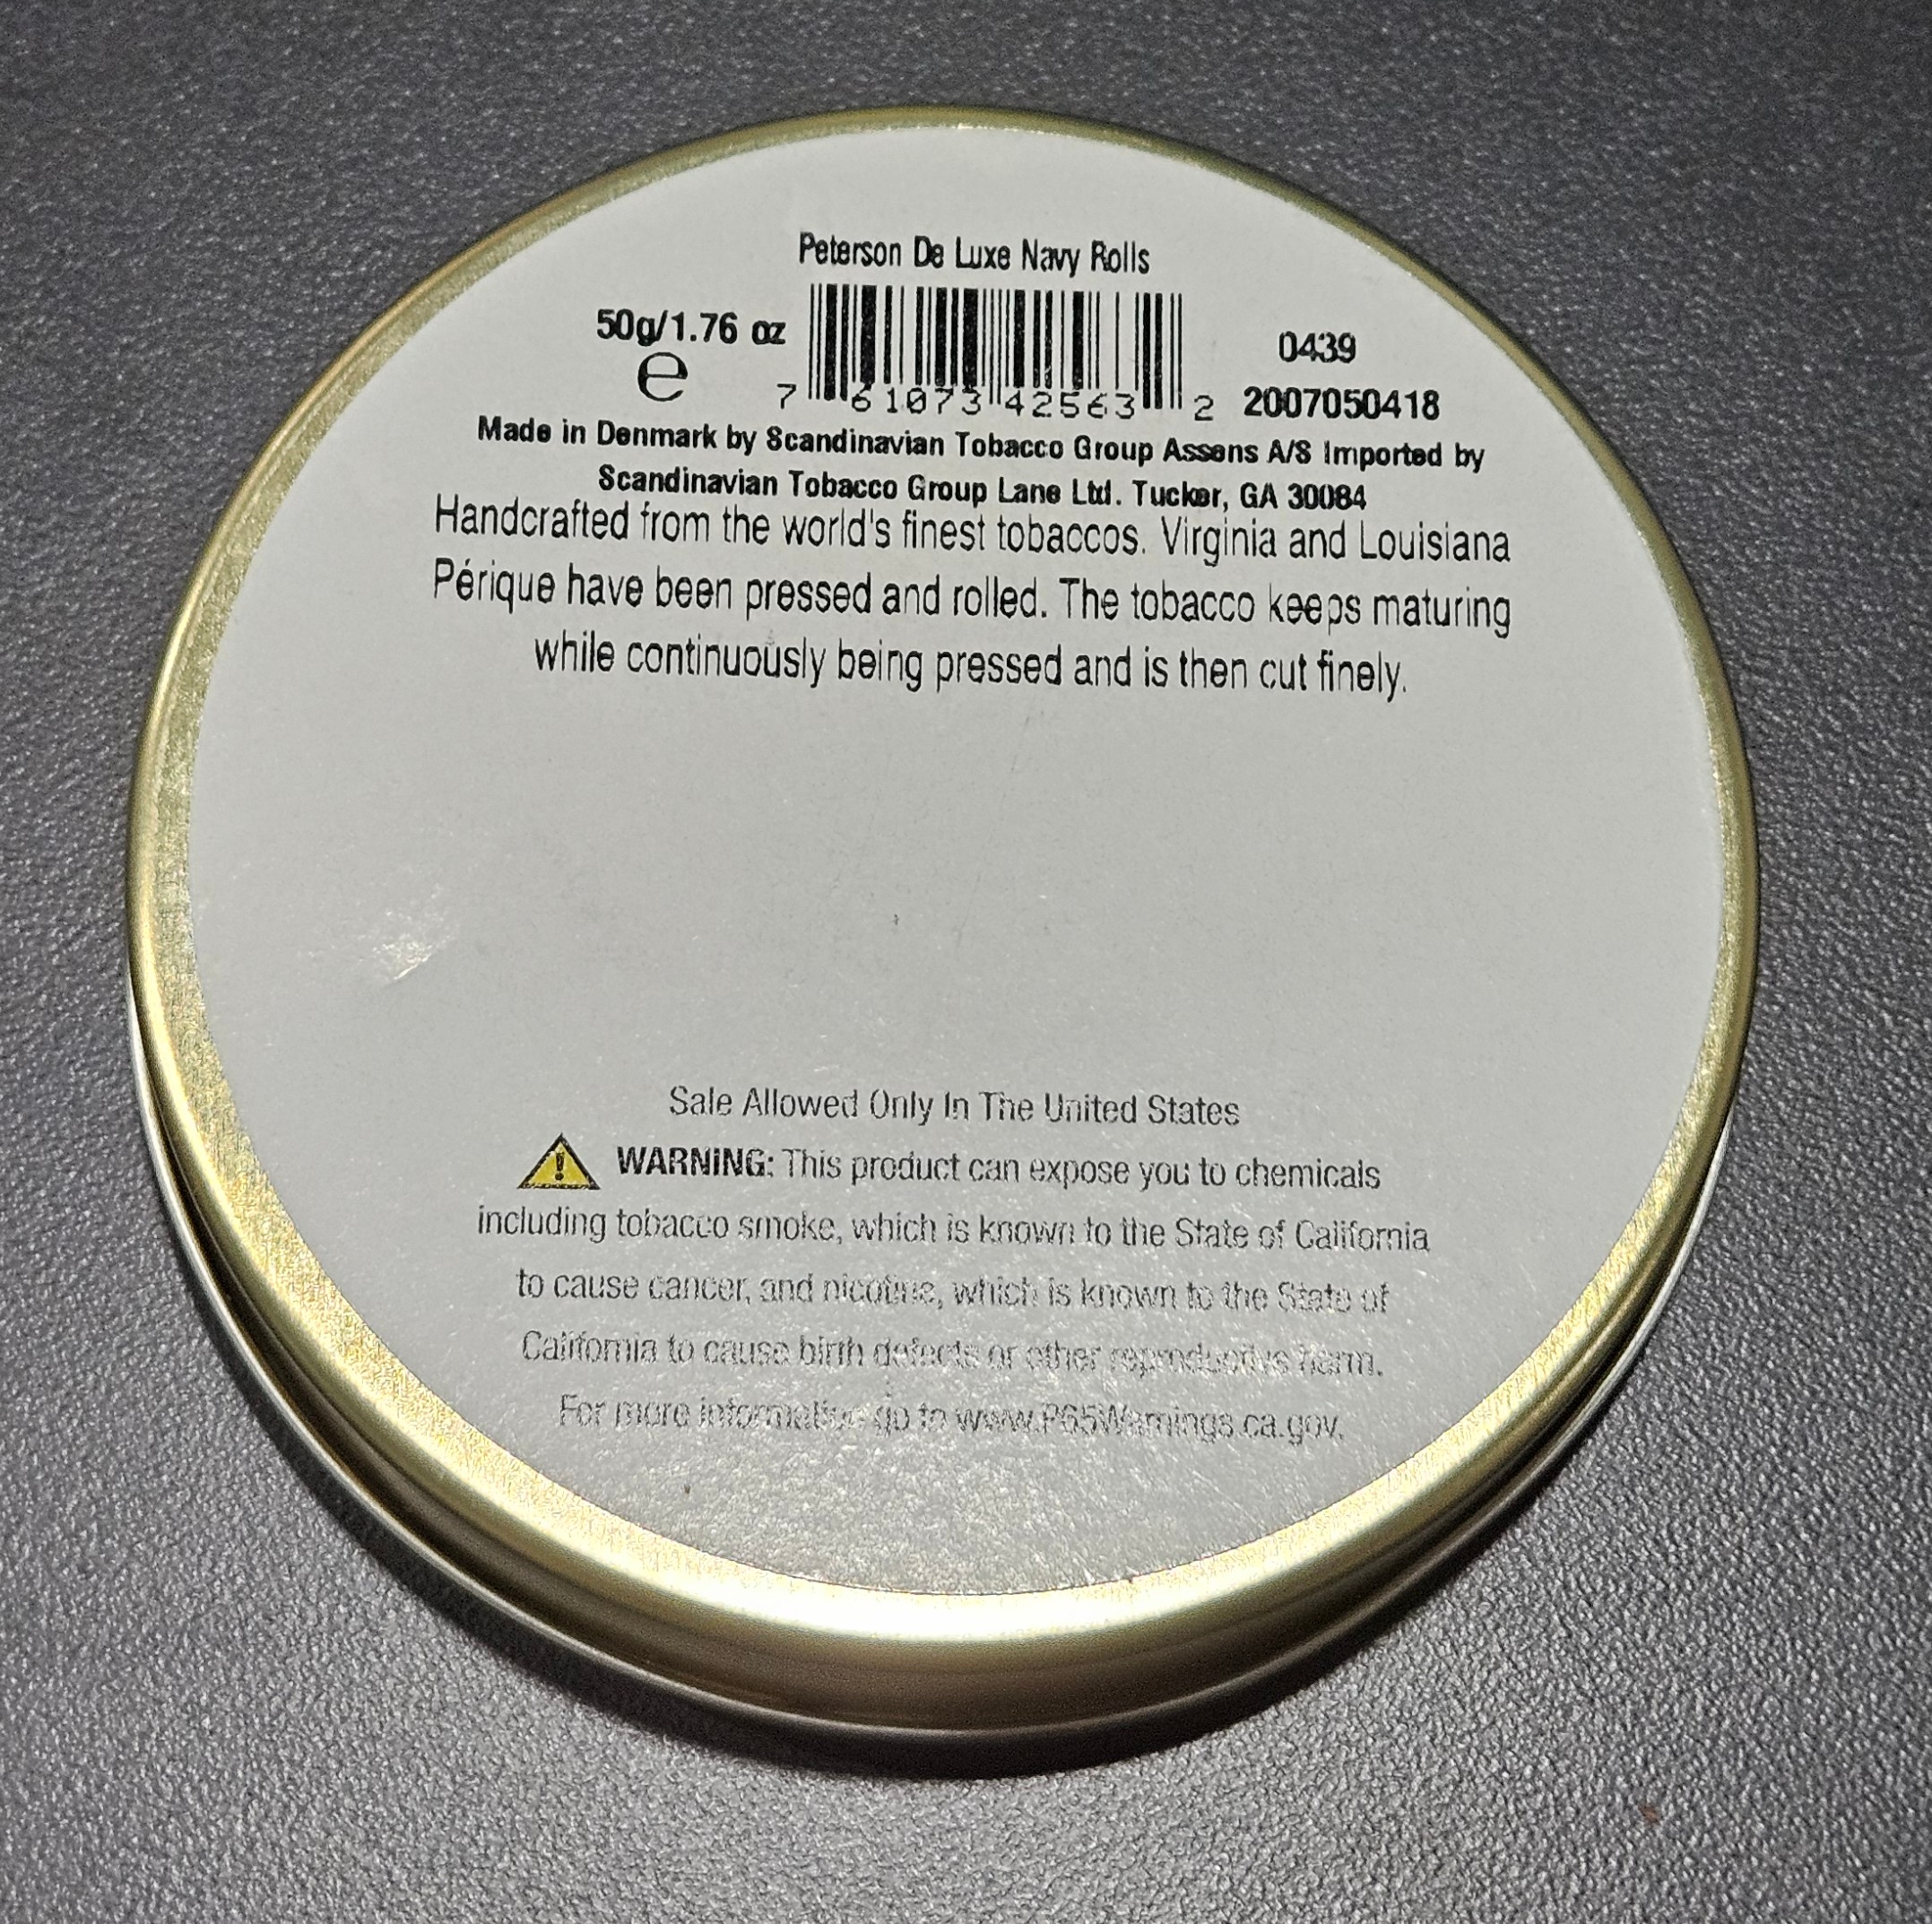 Peterson De Luxe Navy Rolls
50g/1.76 oz
e
7 61073 42563 2
0439
2007050418
Made in Denmark by Scandinavian Tobacco Group Assens A/S Imported by
Scandinavian Tobacco Group Lane Ltd. Tucker, GA 30084
Handcrafted from the world's finest tobaccos. Virginia and Louisiana
Périque have been pressed and rolled. The tobacco keeps maturing
while continuously being pressed and is then cut finely.
Sale Allowed Only In The United States
WARNING: This product can expose you to chemicals
including tobacco smoke, which is known to the State of California
to cause cancer, and nicotine, which is known to the State of
California to cause birth defects or other reproductive harm.
For more information go to www.P65Warnings.ca.gov.